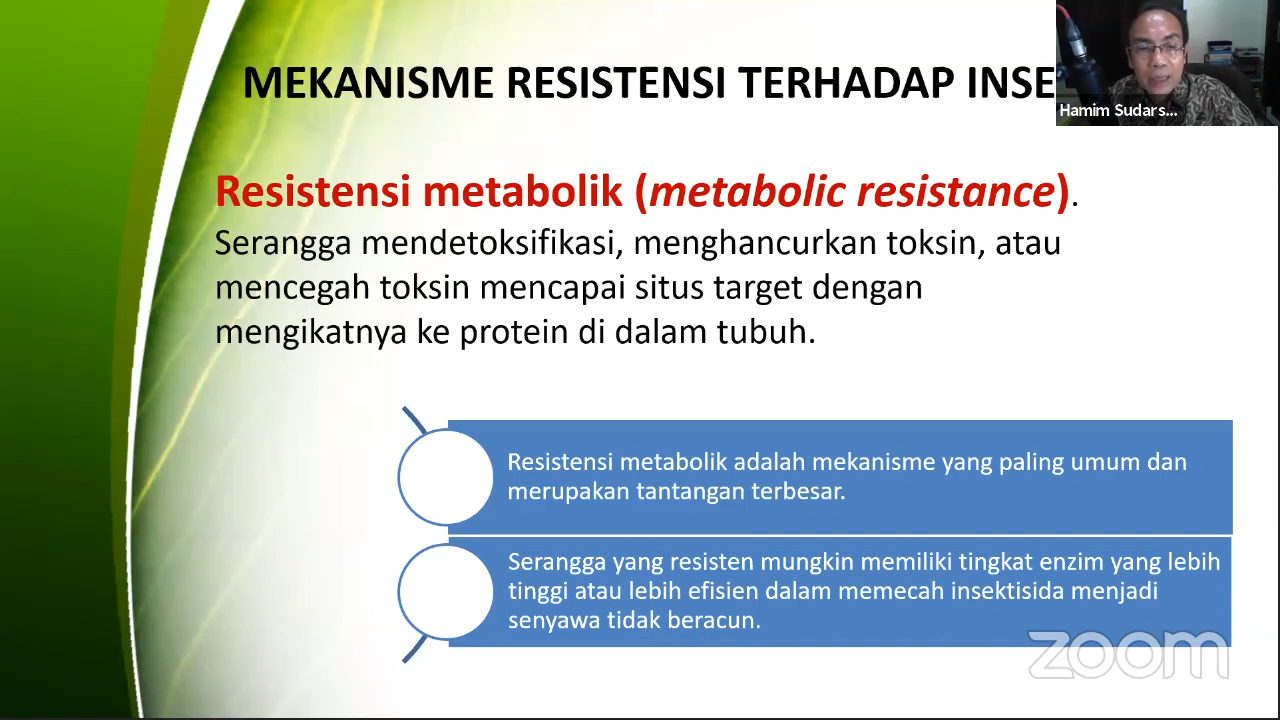 MEKANISME RESISTENSI TERHADAP INSE
Hamim Sudars...
Resistensi metabolik (metabolic resistance).
Serangga mendetoksifikasi, menghancurkan toksin, atau
mencegah toksin mencapai situs target dengan
mengikatnya ke protein di dalam tubuh.
Resistensi metabolik adalah mekanisme yang paling umum dan
merupakan tantangan terbesar.
Serangga yang resisten mungkin memiliki tingkat enzim yang lebih
tinggi atau lebih efisien dalam memecah insektisida menjadi
senyawa tidak beracun.
zoom